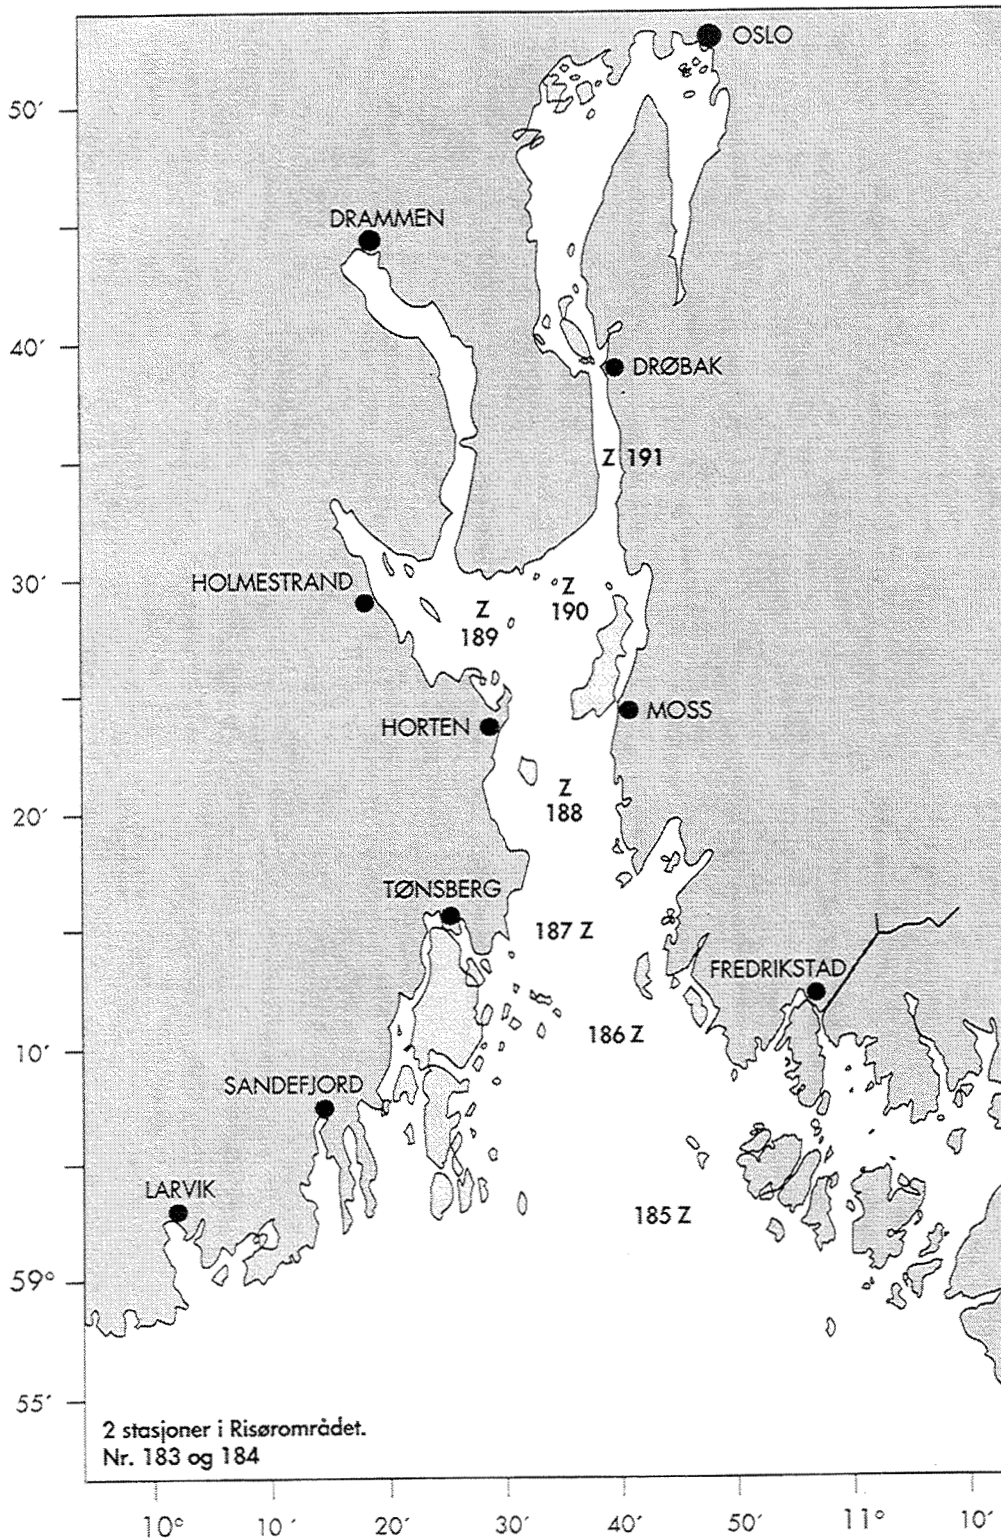 OSLO
50′
DRAMMEN
40′
DRØBAK
Z 191
30′
HOLMESTRAND
Z
190
Z
189
MOSS
HORTEN
Z
188
20′
TØNSBERG
187 Z
FREDRIKSTAD
186 Z
10′
SANDEFJORD
LARVIK
185 Z
59°
55′
2 stasjoner i Risørområdet.
Nr. 183 og 184
10° 10′ 20′ 30′ 40′ 50′ 11° 10′